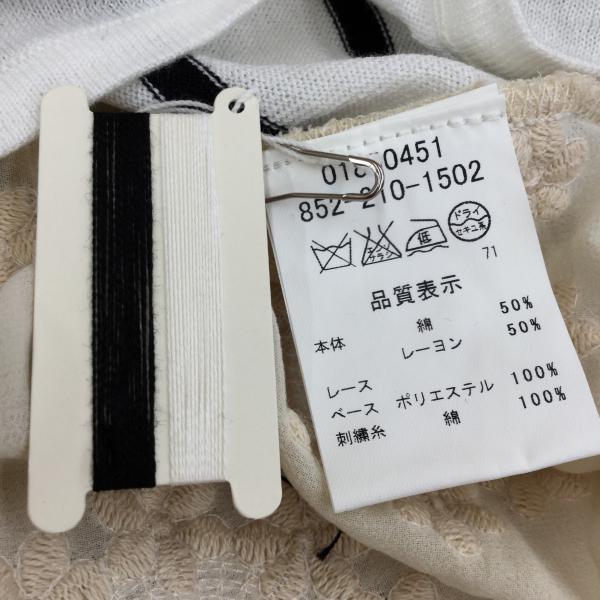 852-210-1502
低
ドライ
セキユ系
71
品質表示
本体 綿 50%
レーヨン 50%
レース
ベース ポリエステル 100%
刺繍糸 綿 100%